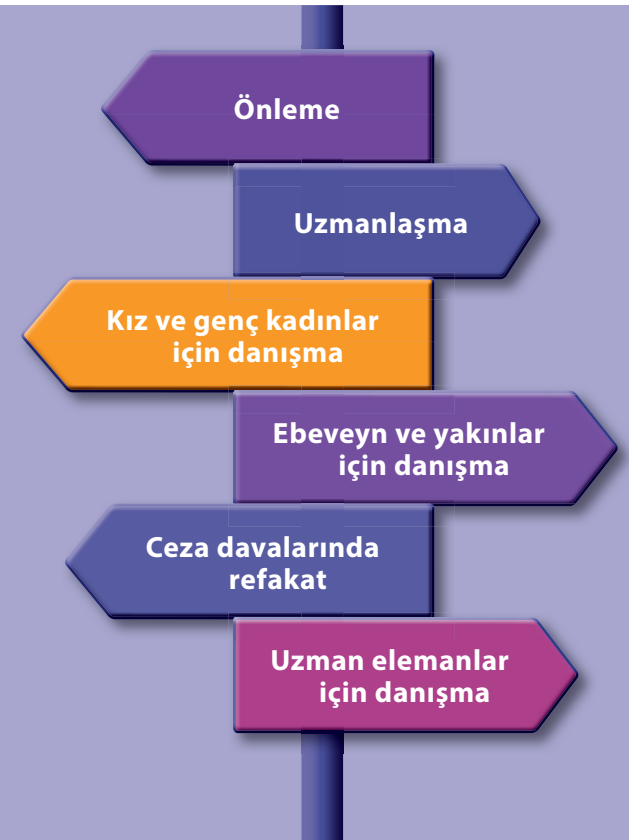 Önleme
Uzmanlaşma
Kız ve genç kadınlar
için danışma
Ebeveyn ve yakınlar
için danışma
Ceza davalarında
refakat
Uzman elemanlar
için danışma